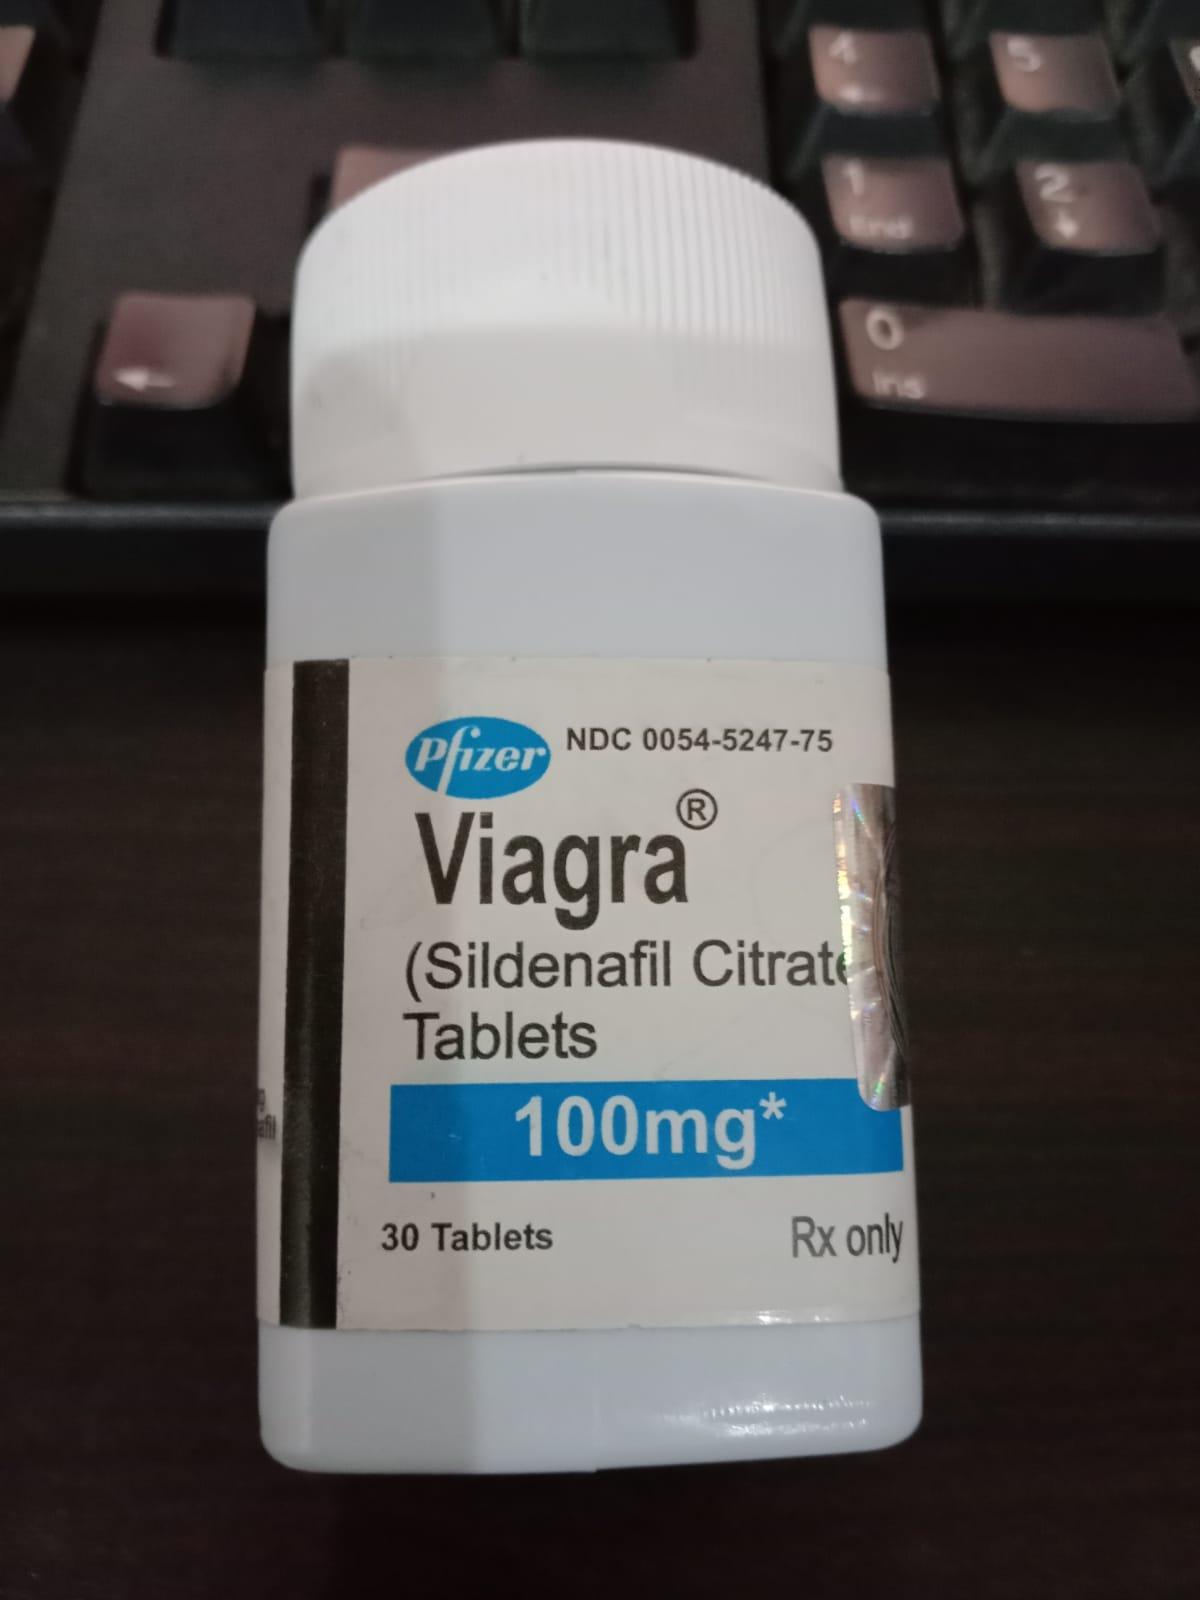 4
5
1
End
2
0
Ins
Pfizer
NDC 0054-5247-75
Viagra®
(Sildenafil Citrate
Tablets
100mg*
30 Tablets
Rx only